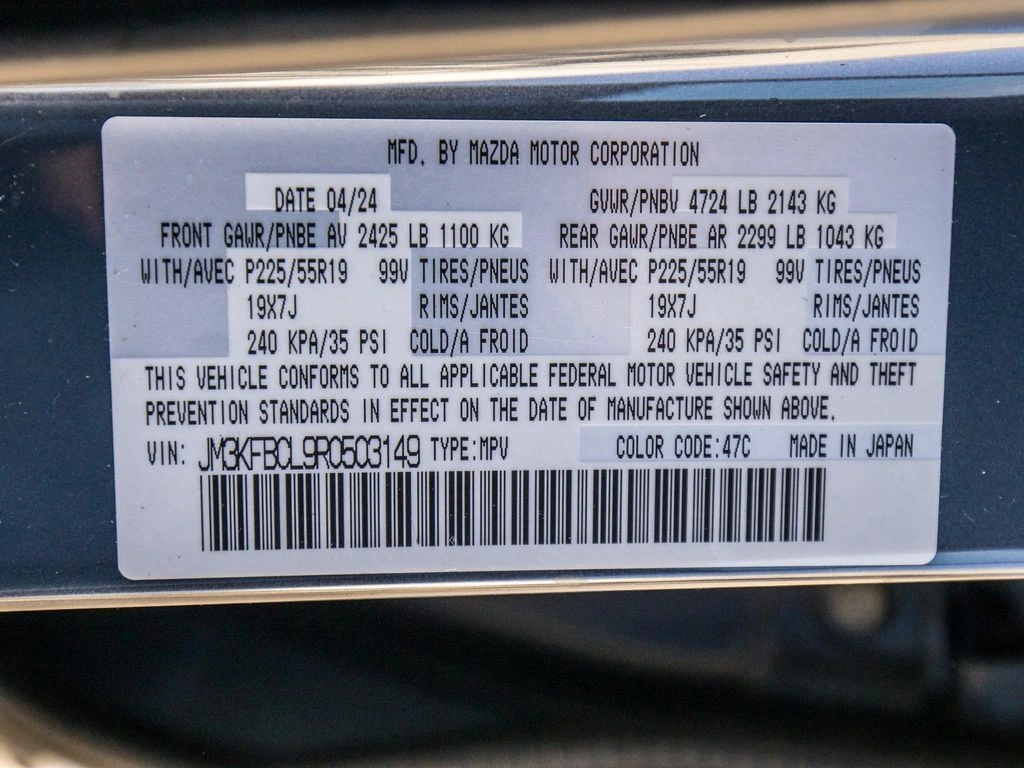 MFD. BY MAZDA MOTOR CORPORATION
DATE 04/24 GVWR/PNBV 4724 LB 2143 KG
FRONT GAWR/PNBE AV 2425 LB 1100 KG REAR GAWR/PNBE AR 2299 LB 1043 KG
WITH/AVEC P225/55R19 99V TIRES/PNEUS WITH/AVEC P225/55R19 99V TIRES/PNEUS
19X7J RIMS/JANTES 19X7J RIMS/JANTES
240 KPA/35 PSI COLD/A FROID 240 KPA/35 PSI COLD/A FROID
THIS VEHICLE CONFORMS TO ALL APPLICABLE FEDERAL MOTOR VEHICLE SAFETY AND THEFT
PREVENTION STANDARDS IN EFFECT ON THE DATE OF MANUFACTURE SHOWN ABOVE.
VIN: JM3KFBCL9R0503149 TYPE:MPV COLOR CODE:47C MADE IN JAPAN